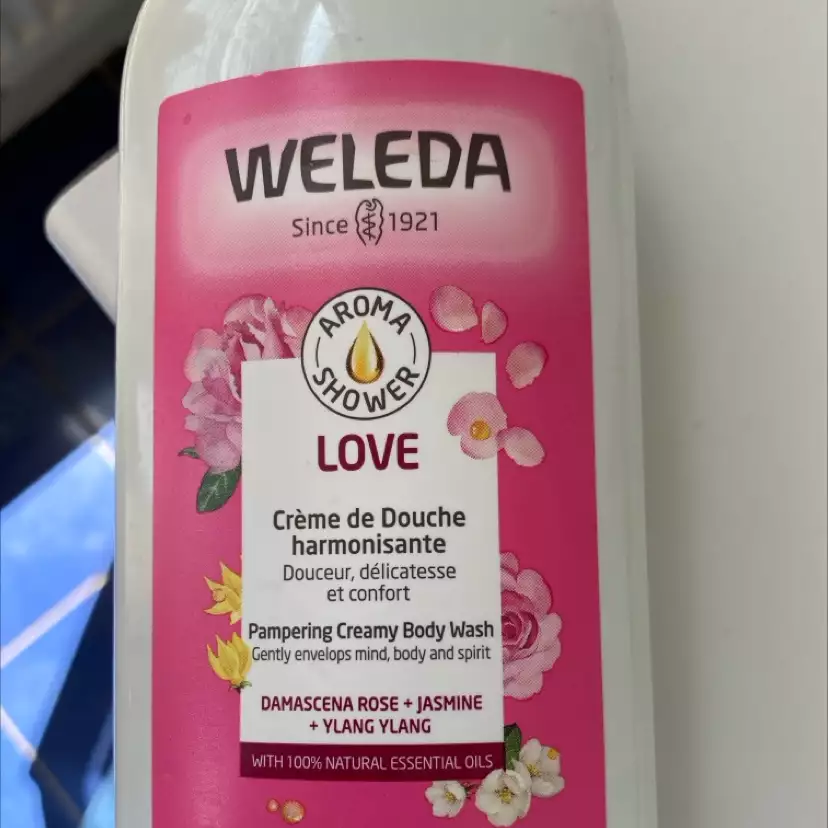 WELEDA
Since 1921
AROMA
SHOWER
LOVE
Crème de Douche
harmonisante
Douceur, délicatesse
et confort
Pampering Creamy Body Wash
Gently envelops mind, body and spirit
DAMASCENA ROSE + JASMINE
+ YLANG YLANG
WITH 100% NATURAL ESSENTIAL OILS